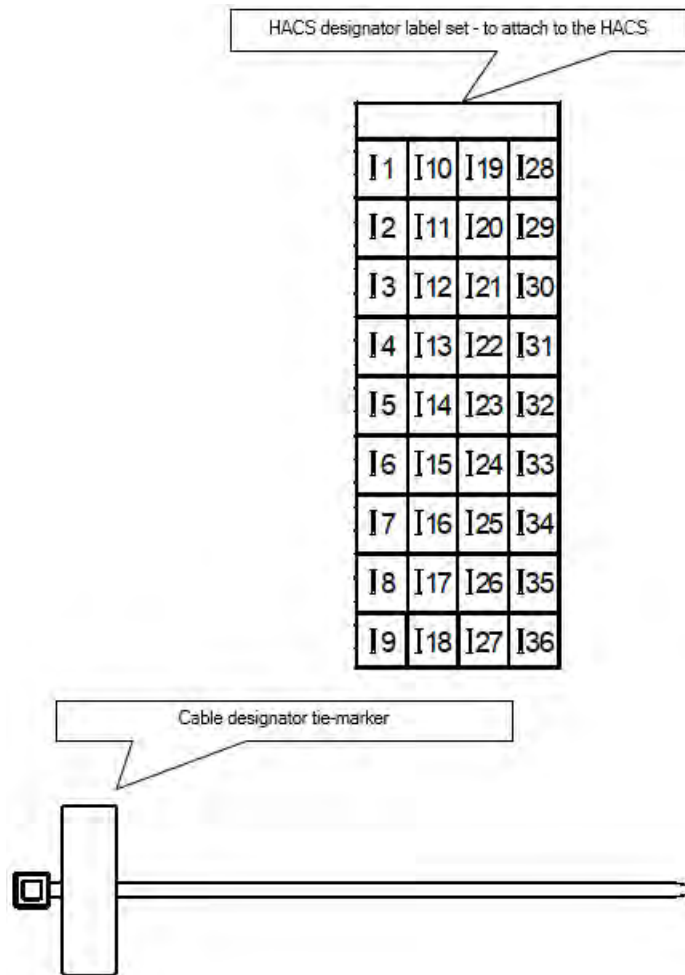 HACS designator label set - to attach to the HACS
I1 I10 I19 I28
I2 I11 I20 I29
I3 I12 I21 I30
I4 I13 I22 I31
I5 I14 I23 I32
I6 I15 I24 I33
I7 I16 I25 I34
I8 I17 I26 I35
I9 I18 I27 I36
Cable designator tie-marker